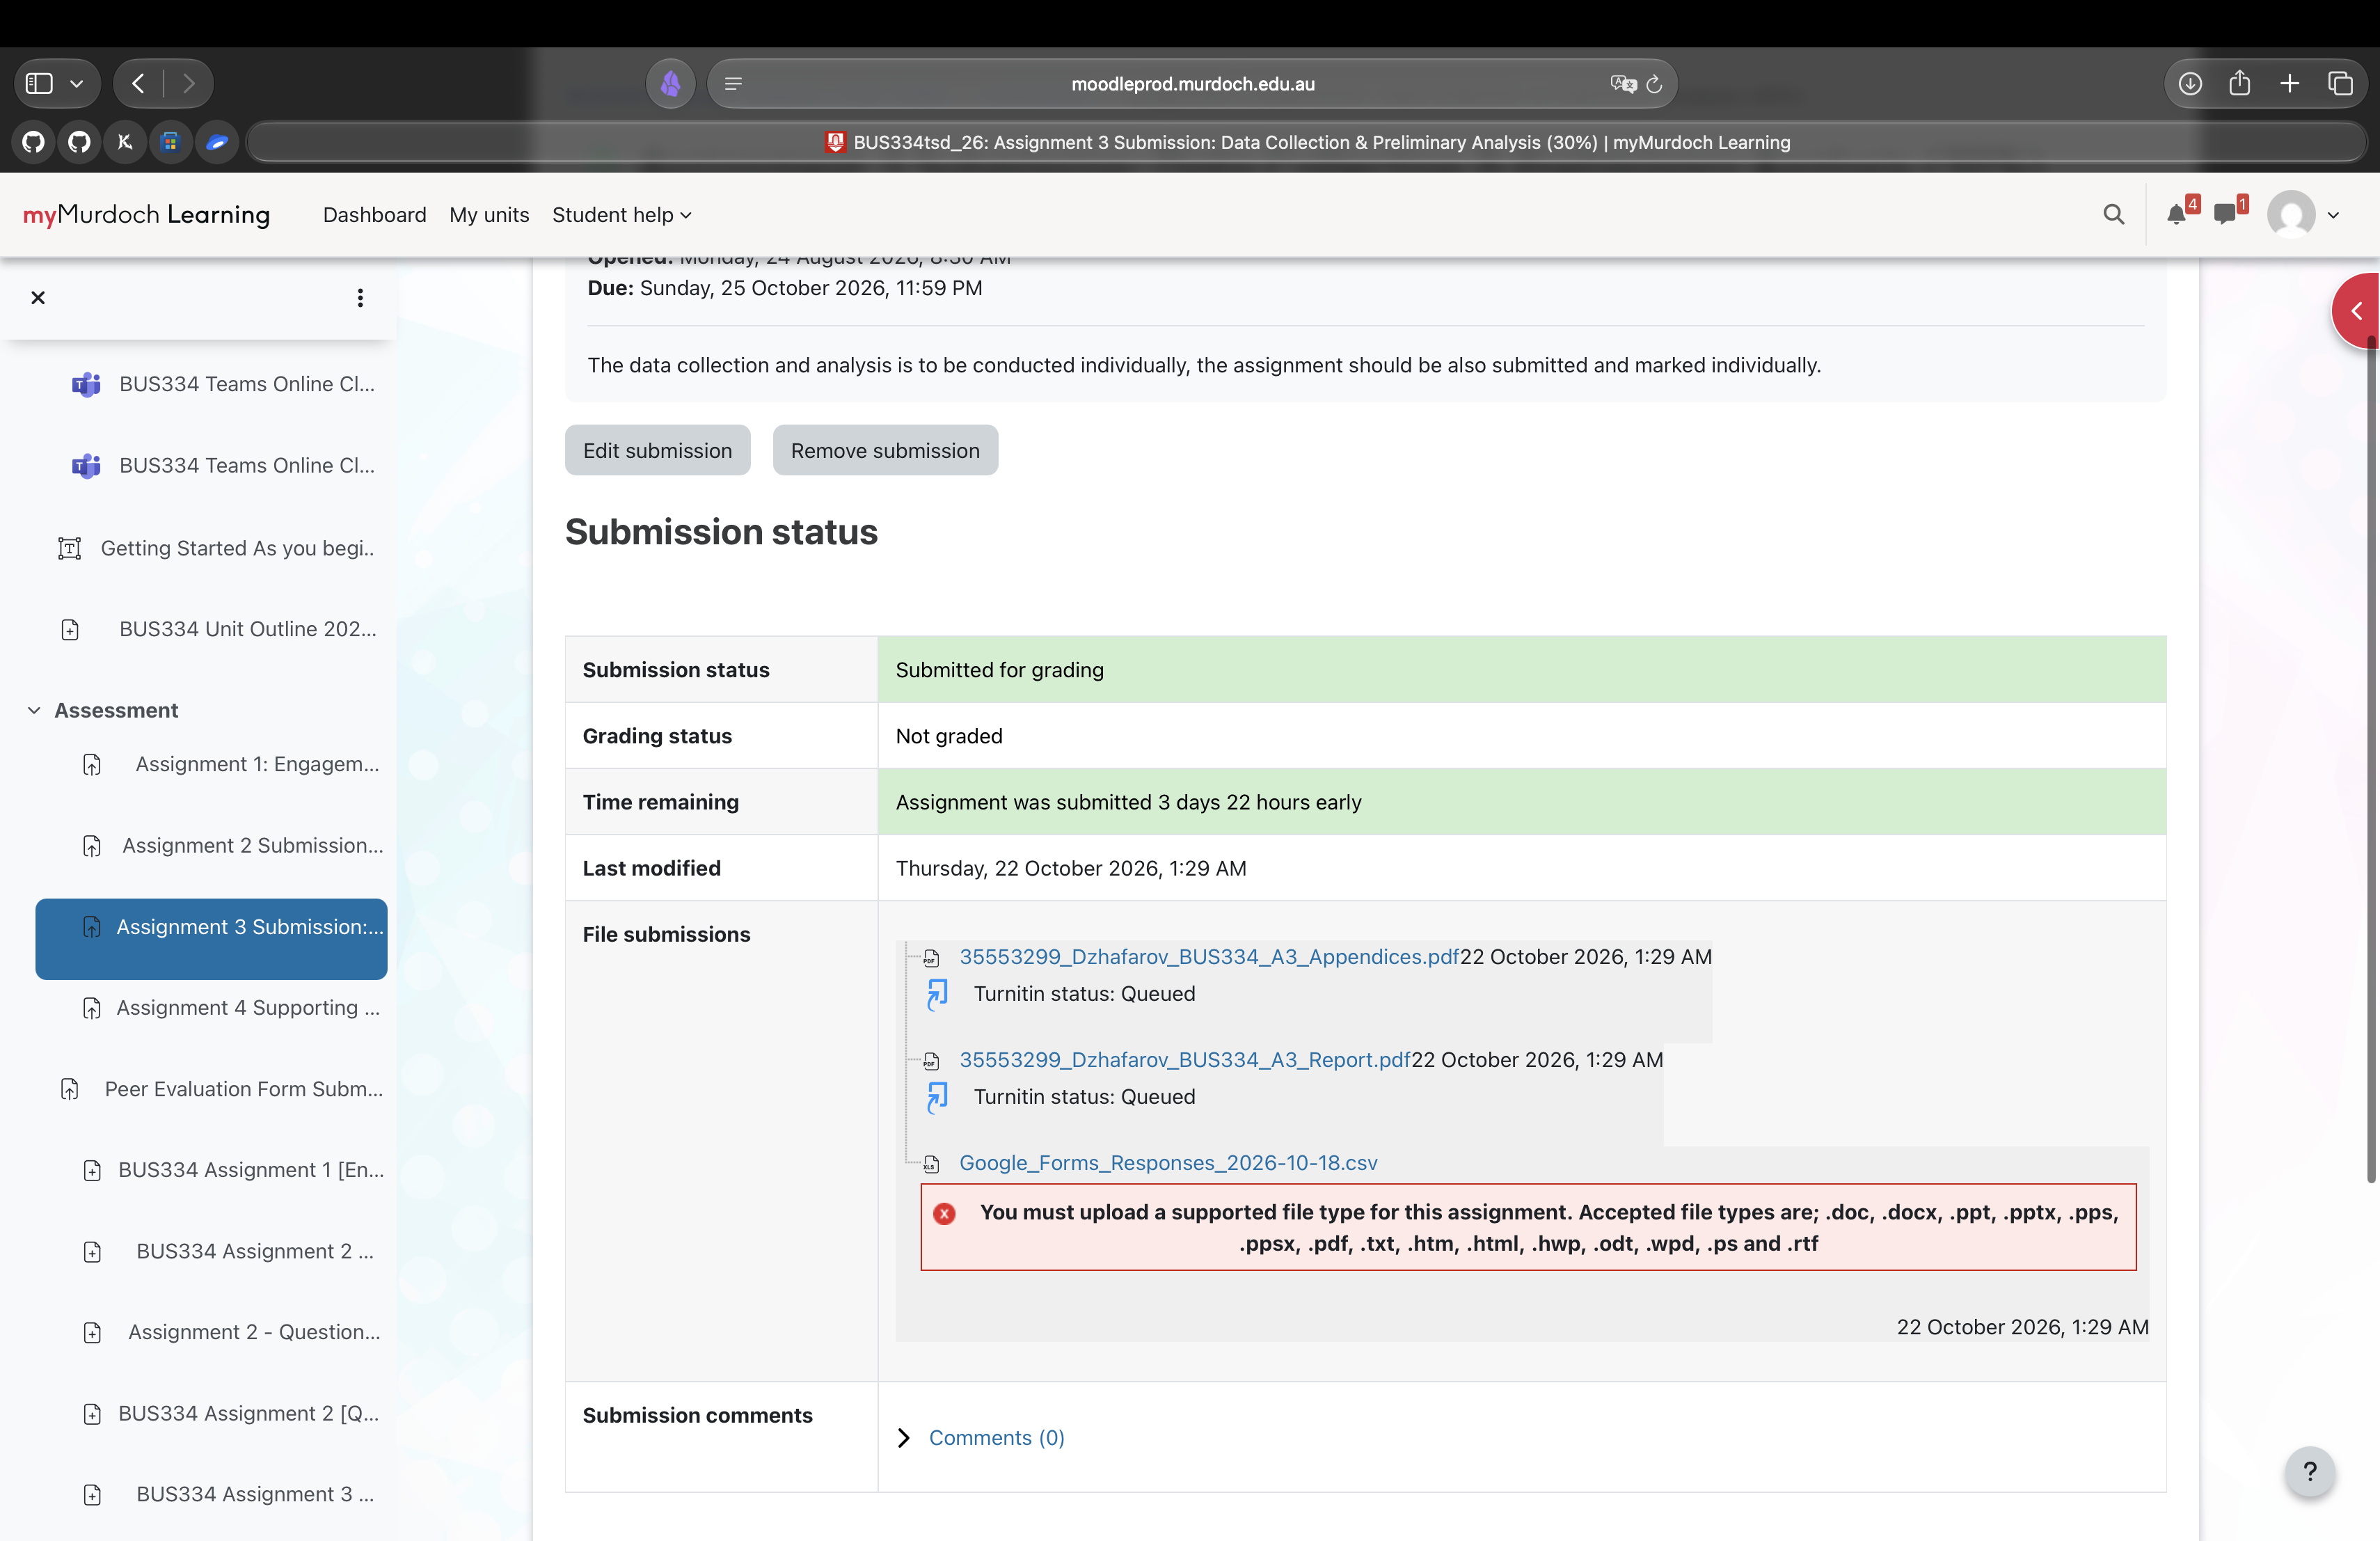 moodleprod.murdoch.edu.au
BUS334tsd_26: Assignment 3 Submission: Data Collection & Preliminary Analysis (30%) | myMurdoch Learning
myMurdoch Learning
Dashboard
My units
Student help
4
1
Opened: Monday, 24 August 2026, 8:30 AM
Due: Sunday, 25 October 2026, 11:59 PM
The data collection and analysis is to be conducted individually, the assignment should be also submitted and marked individually.
Edit submission
Remove submission
BUS334 Teams Online Cl...
BUS334 Teams Online Cl...
Getting Started As you begi..
BUS334 Unit Outline 202...
Assessment
Assignment 1: Engagem...
Assignment 2 Submission...
Assignment 3 Submission:...
Assignment 4 Supporting ...
Peer Evaluation Form Subm...
BUS334 Assignment 1 [En...
BUS334 Assignment 2 ...
Assignment 2 - Question...
BUS334 Assignment 2 [Q...
BUS334 Assignment 3 ...
Submission status
Submission status
Submitted for grading
Grading status
Not graded
Time remaining
Assignment was submitted 3 days 22 hours early
Last modified
Thursday, 22 October 2026, 1:29 AM
File submissions
35553299_Dzhafarov_BUS334_A3_Appendices.pdf22 October 2026, 1:29 AM
Turnitin status: Queued
35553299_Dzhafarov_BUS334_A3_Report.pdf22 October 2026, 1:29 AM
Turnitin status: Queued
Google_Forms_Responses_2026-10-18.csv
You must upload a supported file type for this assignment. Accepted file types are; .doc, .docx, .ppt, .pptx, .pps,
.ppsx, .pdf, .txt, .htm, .html, .hwp, .odt, .wpd, .ps and .rtf
22 October 2026, 1:29 AM
Submission comments
Comments (0)
?